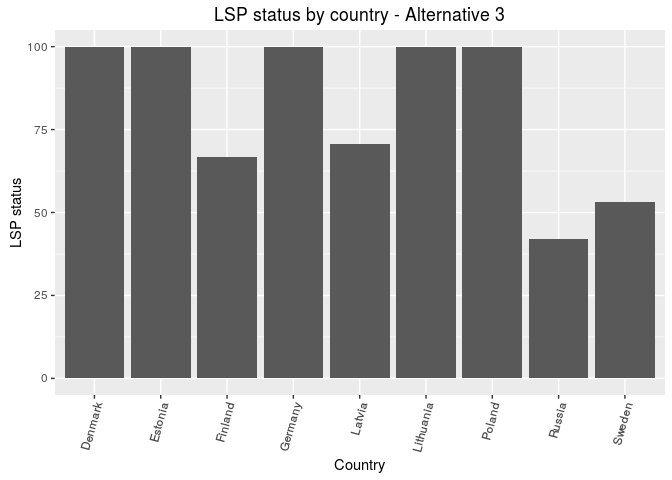 LSP status by country - Alternative 3
LSP status
100
75
50
25
0
Denmark
Estonia
Finland
Germany
Latvia
Lithuania
Poland
Russia
Sweden
Country